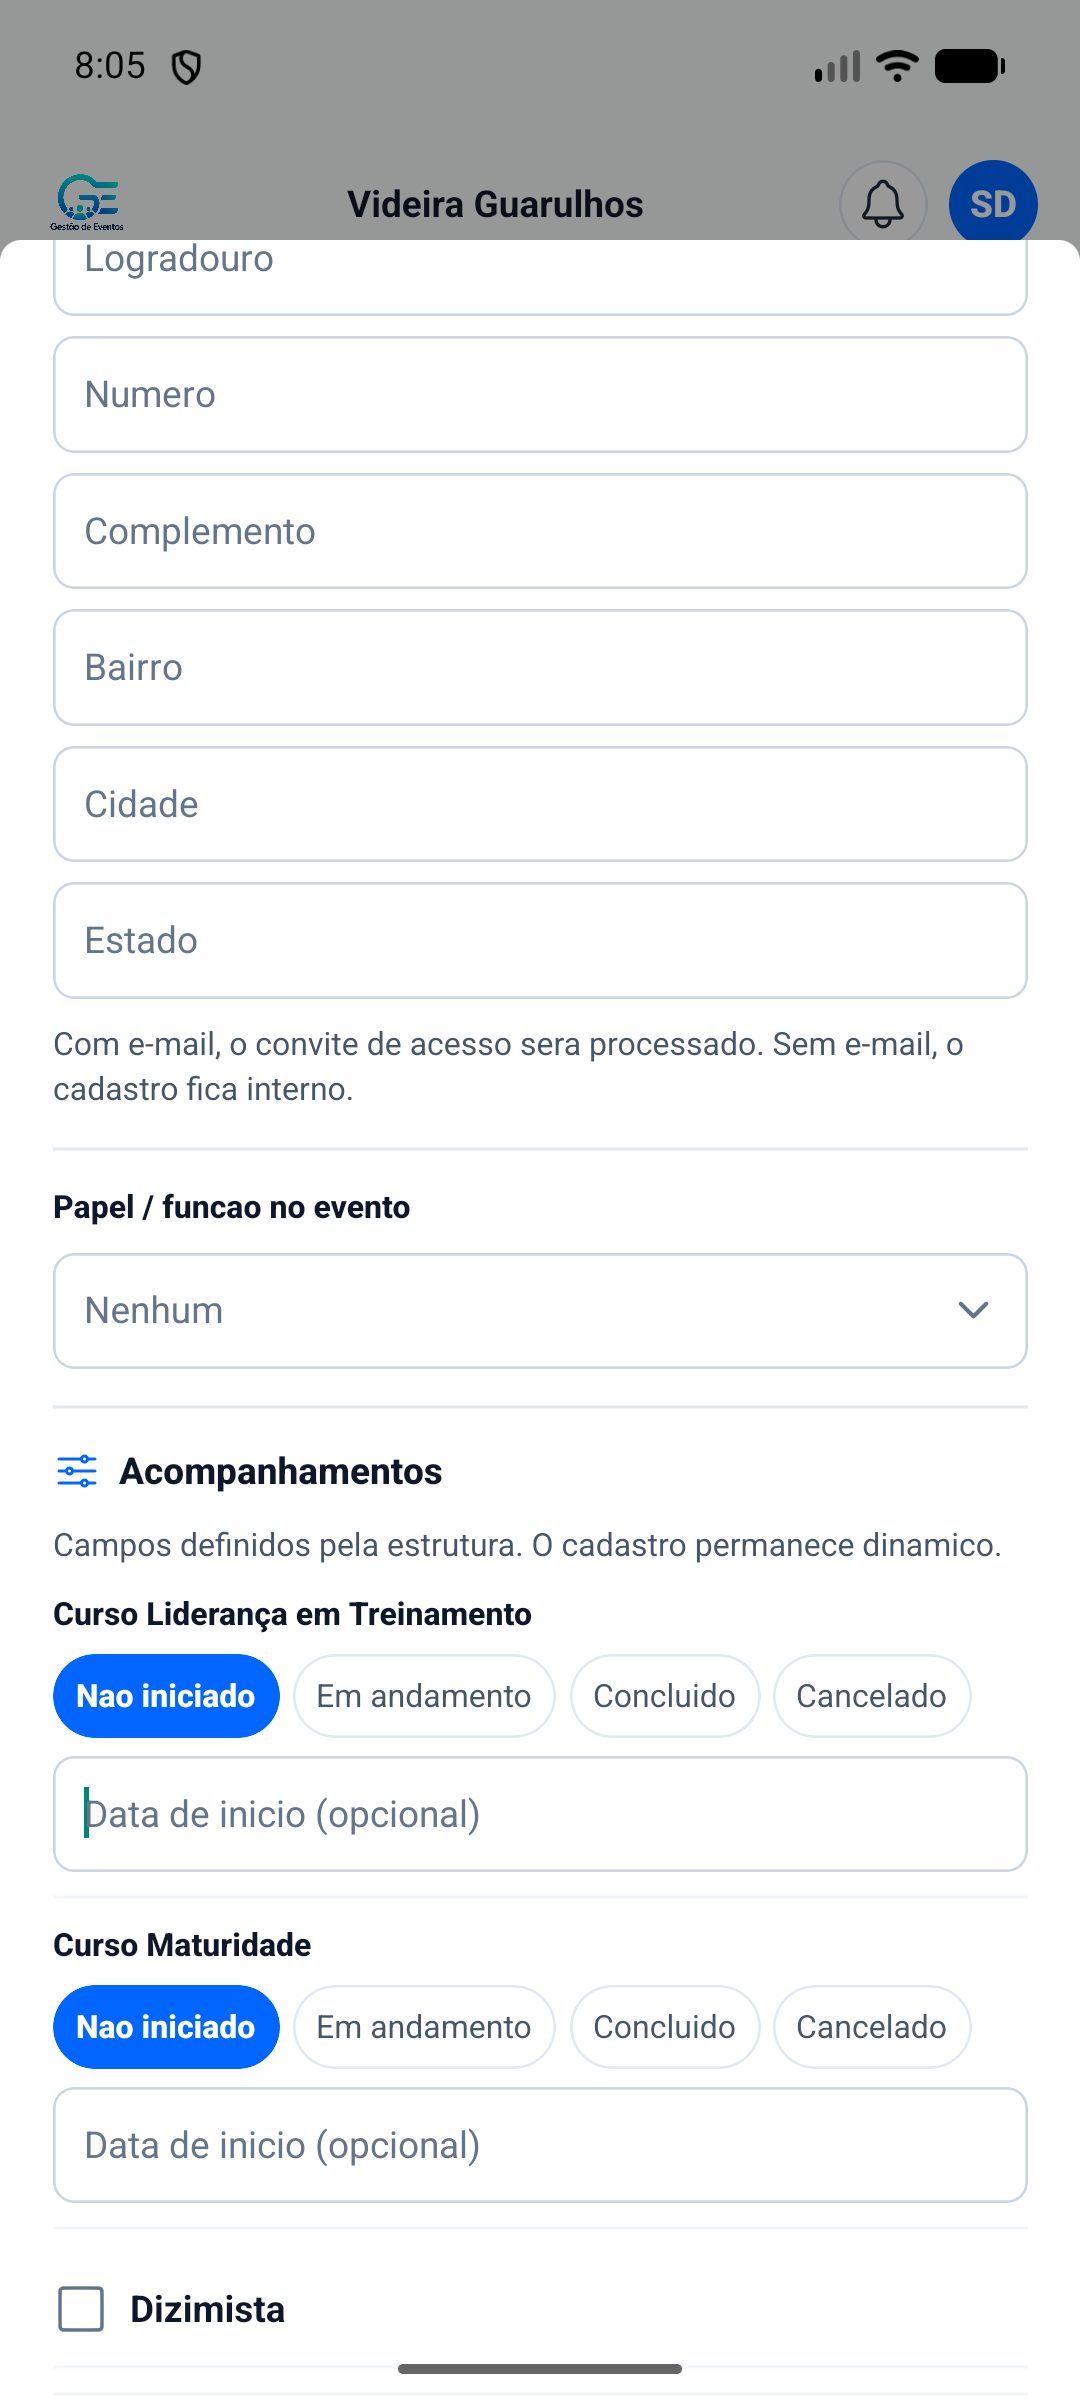 8:05
Gestão de Eventos
Videira Guarulhos
SD
Logradouro
Numero
Complemento
Bairro
Cidade
Estado
Com e-mail, o convite de acesso sera processado. Sem e-mail, o
cadastro fica interno.
Papel / funcao no evento
Nenhum
Acompanhamentos
Campos definidos pela estrutura. O cadastro permanece dinamico.
Curso Liderança em Treinamento
Nao iniciado Em andamento Concluido Cancelado
Data de inicio (opcional)
Curso Maturidade
Nao iniciado Em andamento Concluido Cancelado
Data de inicio (opcional)
Dizimista